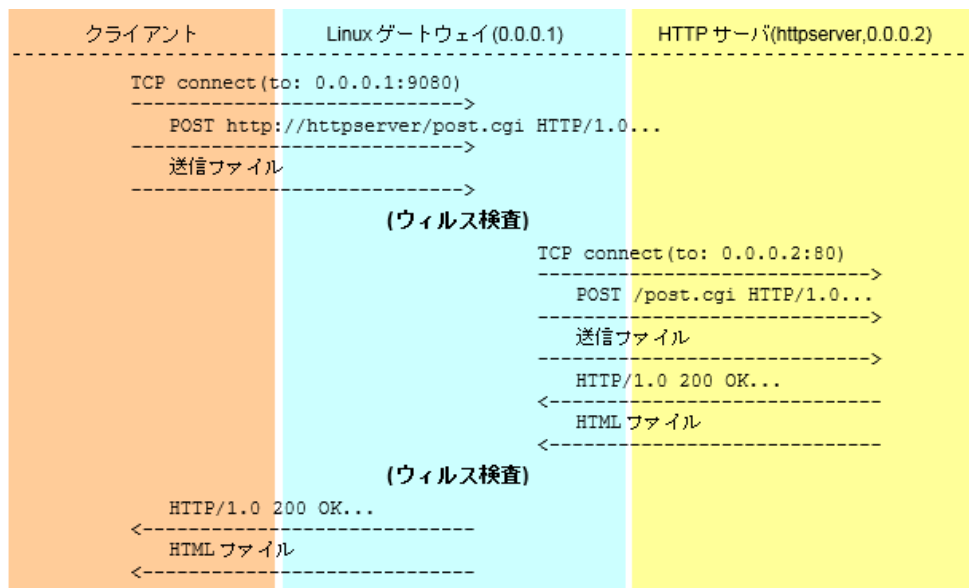 クライアント
Linux ゲートウェイ(0.0.0.1)
HTTP サーバ(httpserver,0.0.0.2)
TCP connect(to: 0.0.0.1:9080)
POST http://httpserver/post.cgi HTTP/1.0...
送信ファイル
(ウィルス検査)
TCP connect(to: 0.0.0.2:80)
POST /post.cgi HTTP/1.0...
送信ファイル
HTTP/1.0 200 OK...
HTML ファイル
(ウィルス検査)
HTTP/1.0 200 OK...
HTML ファイル